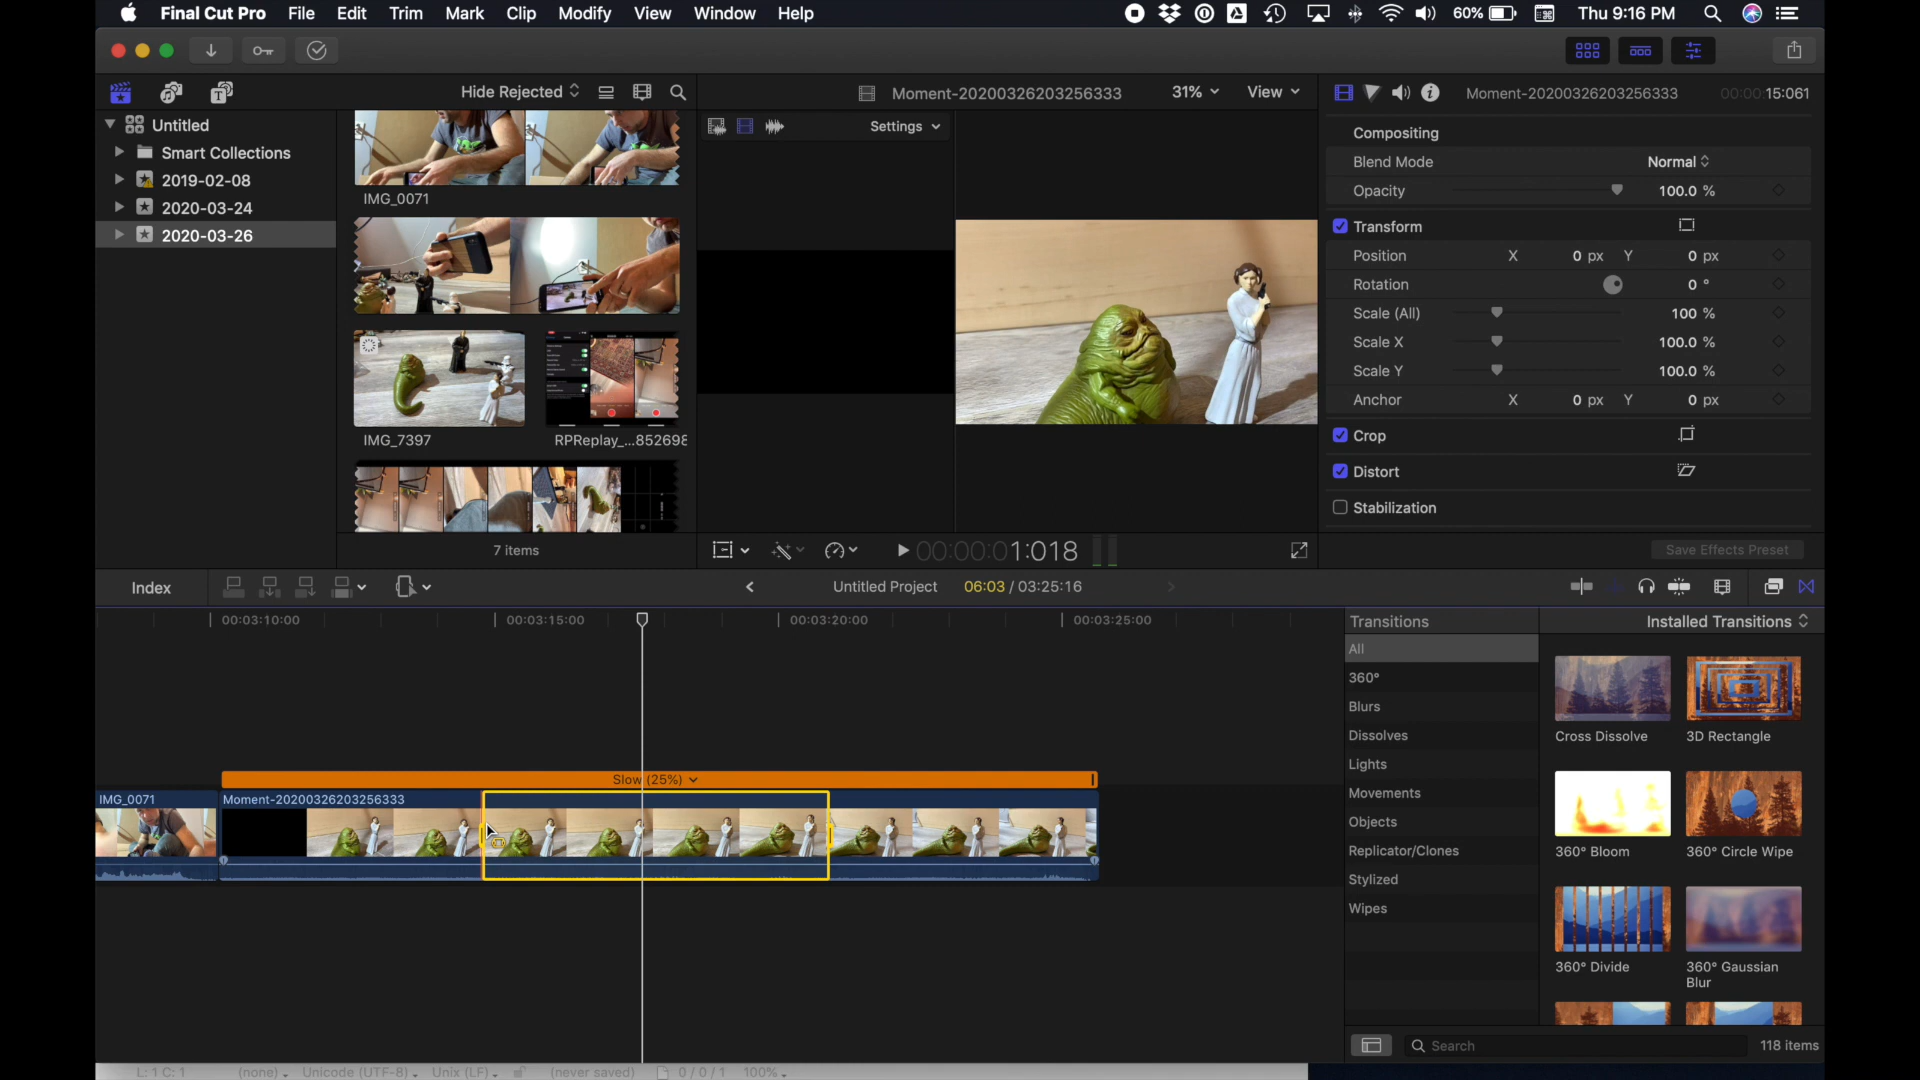 Final Cut Pro File Edit Trim Mark Clip Modify View Window Help 60% Thu 9:16 PM
Hide Rejected
Moment-20200326203256333 31% View
Moment-20200326203256333 00:00:15:061
Untitled
Smart Collections
2019-02-08
2020-03-24
2020-03-26
IMG_0071
IMG_7397
RPReplay_...852698
7 items
Settings
00:00:01:018
Compositing
Blend Mode Normal
Opacity 100.0 %
Transform
Position X 0 px Y 0 px
Rotation 0 °
Scale (All) 100 %
Scale X 100.0 %
Scale Y 100.0 %
Anchor X 0 px Y 0 px
Crop
Distort
Stabilization
Save Effects Preset
Index
Untitled Project 06:03 / 03:25:16
00:03:10:00 00:03:15:00 00:03:20:00 00:03:25:00
Slow (25%)
IMG_0071
Moment-20200326203256333
Transitions
Installed Transitions
All
360°
Blurs
Dissolves
Lights
Movements
Objects
Replicator/Clones
Stylized
Wipes
Cross Dissolve
3D Rectangle
360° Bloom
360° Circle Wipe
360° Divide
360° Gaussian
Blur
Search
118 items
L: 1 C: 1 (none) Unicode (UTF-8) Unix (LF) (never saved) 0 / 0 / 1 100%